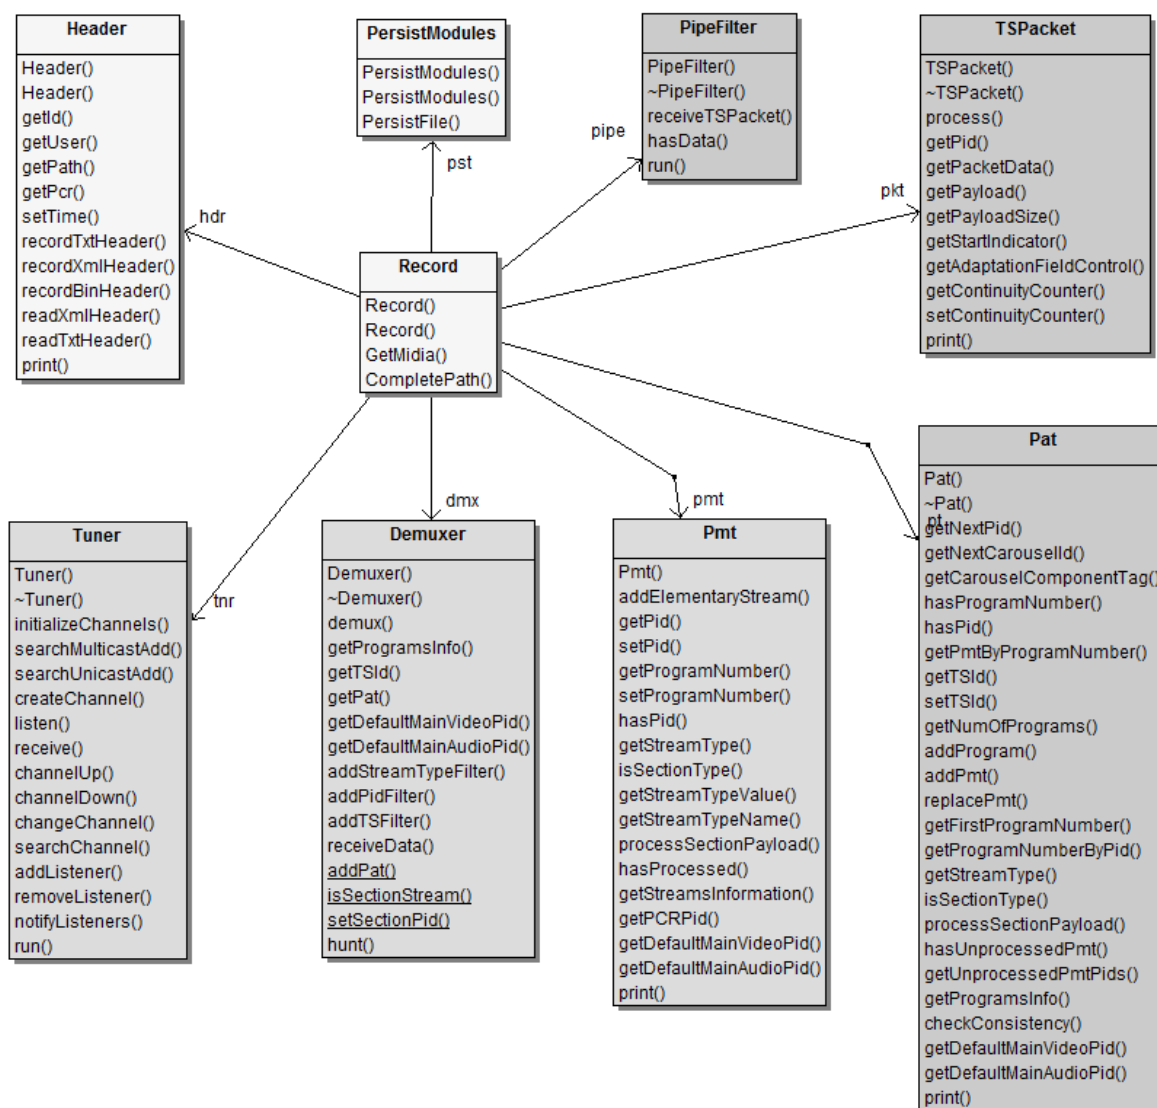 Header
Header()
Header()
getId()
getUser()
getPath()
getPcr()
setTime()
recordTxtHeader()
recordXmlHeader()
recordBinHeader()
readXmlHeader()
readTxtHeader()
print()
PersistModules
PersistModules()
PersistModules()
PersistFile()
PipeFilter
PipeFilter()
~PipeFilter()
receiveTSPacket()
hasData()
run()
TSPacket
TSPacket()
~TSPacket()
process()
getPid()
getPacketData()
getPayload()
getPayloadSize()
getStartIndicator()
getAdaptationFieldControl()
getContinuityCounter()
setContinuityCounter()
print()
pst
pipe
pkt
hdr
Record
Record()
Record()
GetMidia()
CompletePath()
tnr
dmx
pmt
pt
Tuner
Tuner()
~Tuner()
initializeChannels()
searchMulticastAdd()
searchUnicastAdd()
createChannel()
listen()
receive()
channelUp()
channelDown()
changeChannel()
searchChannel()
addListener()
removeListener()
notifyListeners()
run()
Demuxer
Demuxer()
~Demuxer()
demux()
getProgramsInfo()
getTSId()
getPat()
getDefaultMainVideoPid()
getDefaultMainAudioPid()
addStreamTypeFilter()
addPidFilter()
addTSFilter()
receiveData()
addPat()
isSectionStream()
setSectionPid()
hunt()
Pmt
Pmt()
addElementaryStream()
getPid()
setPid()
getProgramNumber()
setProgramNumber()
hasPid()
getStreamType()
isSectionType()
getStreamTypeValue()
getStreamTypeName()
processSectionPayload()
hasProcessed()
getStreamsInformation()
getPCRPid()
getDefaultMainVideoPid()
getDefaultMainAudioPid()
print()
Pat
Pat()
~Pat()
getNextPid()
getNextCarouselId()
getCarouselComponentTag()
hasProgramNumber()
hasPid()
getPmtByProgramNumber()
getTSId()
setTSId()
getNumOfPrograms()
addProgram()
addPmt()
replacePmt()
getFirstProgramNumber()
getProgramNumberByPid()
getStreamType()
isSectionType()
processSectionPayload()
hasUnprocessedPmt()
getUnprocessedPmtPids()
getProgramsInfo()
checkConsistency()
getDefaultMainVideoPid()
getDefaultMainAudioPid()
print()